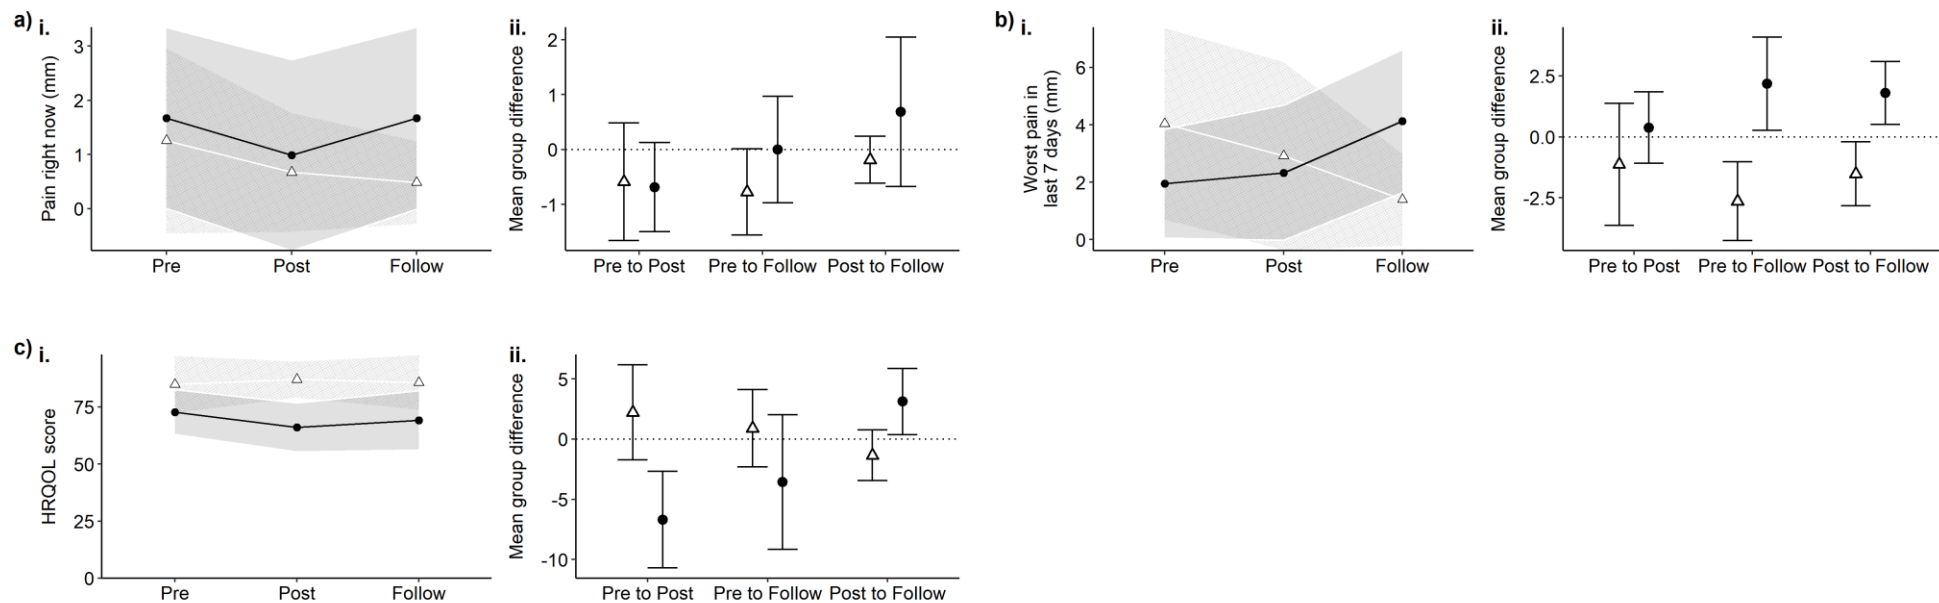 a)
i.
Pain right now (mm)
3
2
1
0
Pre
Post
Follow
ii.
Mean group difference
2
1
0
-1
Pre to Post
Pre to Follow
Post to Follow
b)
i.
Worst pain in
last 7 days (mm)
6
4
2
0
Pre
Post
Follow
ii.
Mean group difference
2.5
0.0
-2.5
Pre to Post
Pre to Follow
Post to Follow
c)
i.
HRQOL score
75
50
25
0
Pre
Post
Follow
ii.
Mean group difference
5
0
-5
-10
Pre to Post
Pre to Follow
Post to Follow